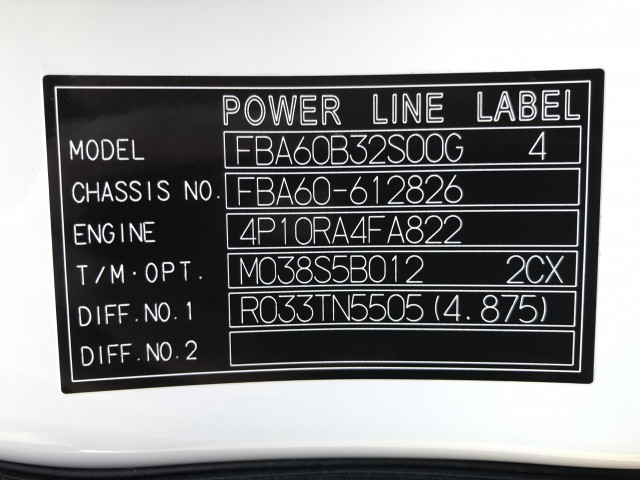 POWER LINE LABEL
MODEL FBA60B32S00G 4
CHASSIS NO. FBA60-612826
ENGINE 4P10RA4FA822
T/M·OPT. M038S5B012 2CX
DIFF.NO.1 R033TN5505(4.875)
DIFF.NO.2